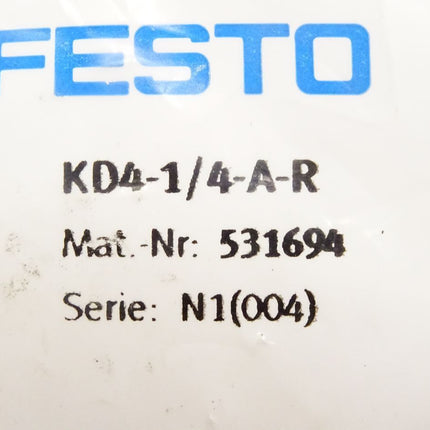 FESTO
KD4-1/4-A-R
Mat.-Nr: 531694
Serie: N1(004)